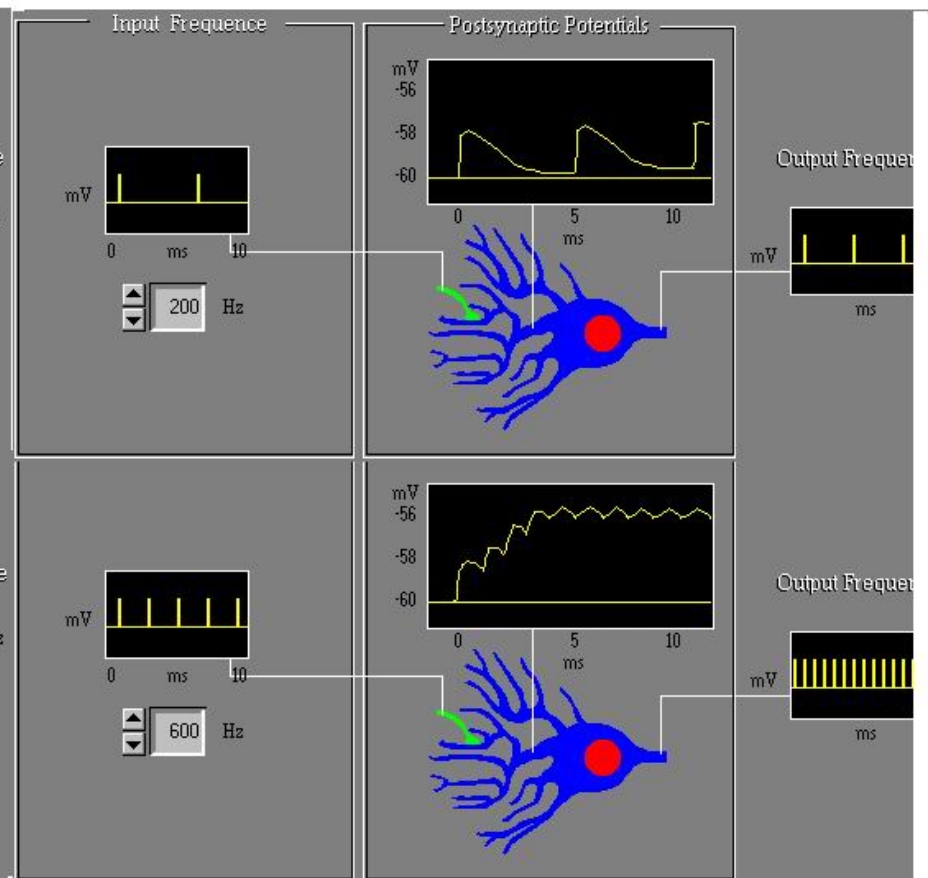 Input Frequence
Postsynaptic Potentials
mV
-56
-58
-60
0 5 10
ms
mV
0 ms 10
200 Hz
Output Frequen
mV
ms
mV
-56
-58
-60
0 5 10
ms
mV
0 ms 10
600 Hz
Output Frequen
mV
ms